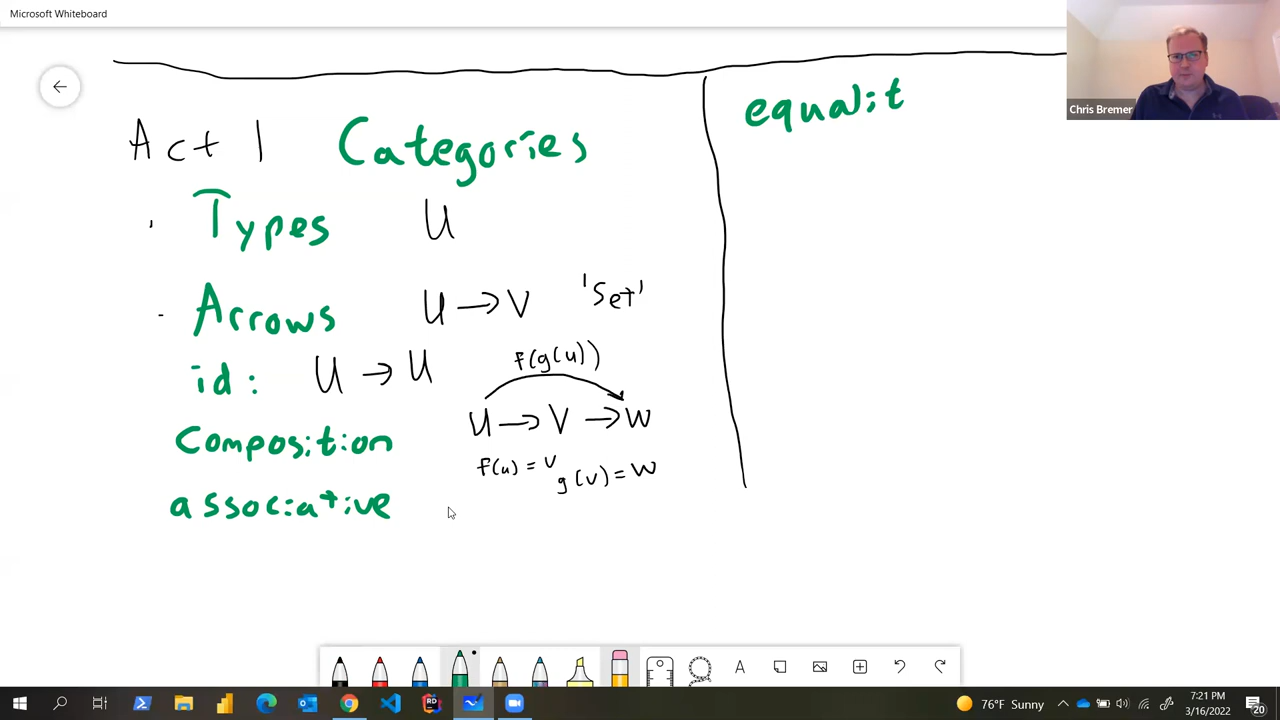 Microsoft Whiteboard
Chris Bremer
Act 1 Categories
Types U
Arrows U → V 'Set'
id: U → U
f(g(u))
Composition U → V → W
f(u) = V g(v) = W
associative
equalit
76°F Sunny
7:21 PM
3/16/2022
20